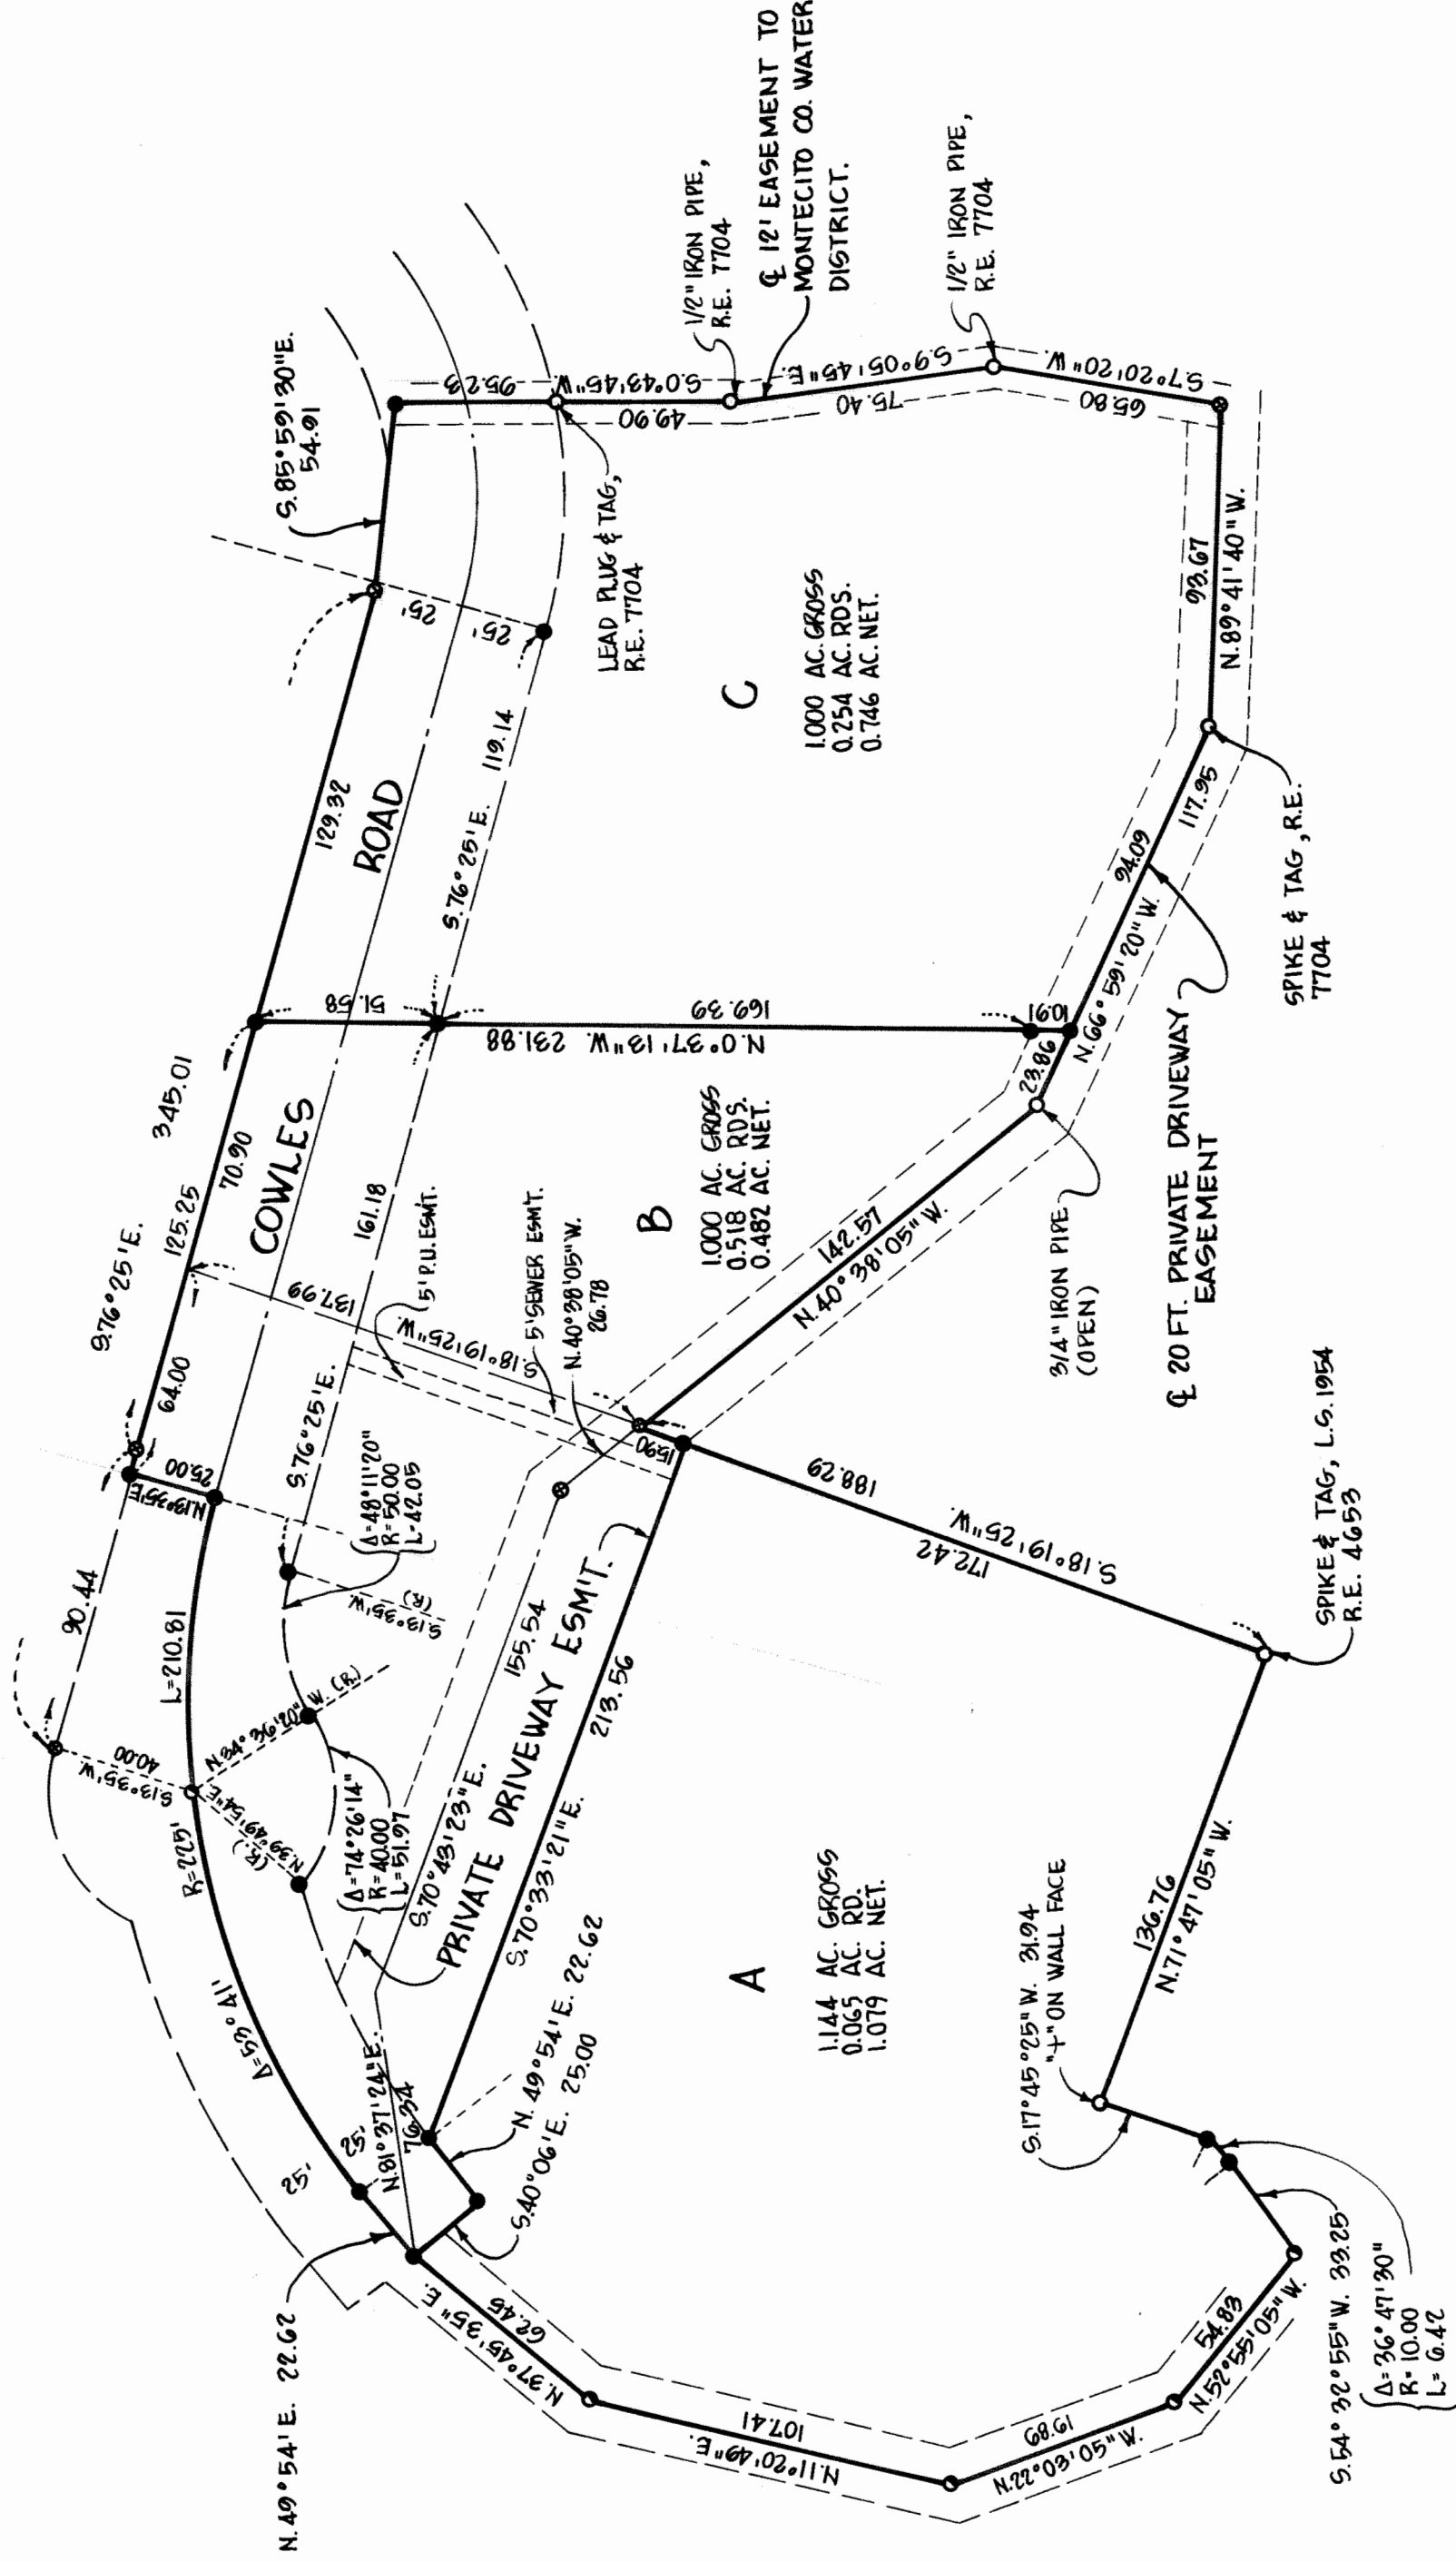 N.49°54'E. 22.62
25'
25'
Δ=53°41'
R=225'
L=210.81
90.44
40.00
S.13°35'W.
N.39°49'54"E
(R.)
N.34°36'20" W. (R.)
25.00
N.13°35'E
64.00
S.76°25'E.
345.01
125.25
70.90
COWLES
ROAD
129.32
S.85°59'30"E.
54.91
25'
25'
S.76°25'E.
161.18
S.76°25'E. 119.14
51.58
S.13°35'W.
(R)
Δ=48°11'20"
R=50.00
L=42.05
Δ=74°26'14"
R=40.00
L=51.97
137.99
S.18°19'25"W.
5' P.U. ESMT.
5' SEWER ESMT.
N.40°38'05"W.
26.78
15.90
N.81°37'24"E.
76.34
S.70°43'23"E.
155.54
PRIVATE DRIVEWAY ESM'T.
S.70°33'21"E.
213.56
N.49°54'E. 22.62
S.40°06'E. 25.00
N.37°45'35" E.
62.45
N.11°20'49"E.
107.41
N.22°03'05"W.
N.52°55'05"W.
54.83
S.54°32'55"W. 33.25
Δ=36°47'30"
R=10.00
L=6.42
S.17°45'25"W. 31.94
"+" ON WALL FACE
136.76
N.71°47'05"W.
A
1.144 AC. GROSS
0.065 AC. RD.
1.079 AC. NET.
188.29
S.18°19'25"W.
172.42
SPIKE & TAG, L.S. 1954
R.E. 4653
B
1.000 AC. GROSS
0.518 AC. RDS.
0.482 AC. NET.
142.57
N.40°38'05"W.
3/4" IRON PIPE
(OPEN)
23.86
10.91
N.0°37'13"W. 231.88
169.39
N.66°59'20"W.
94.09
117.95
℄ 20 FT. PRIVATE DRIVEWAY
EASEMENT
SPIKE & TAG, R.E.
7704
C
1.000 AC. GROSS
0.254 AC. RDS.
0.746 AC. NET.
93.67
N.89°41'40"W.
LEAD PLUG & TAG,
R.E. 7704
S.0°43'45"W.
95.23
49.90
1/2" IRON PIPE,
R.E. 7704
℄ 12' EASEMENT TO
MONTECITO CO. WATER
DISTRICT.
S.9°05'45"E.
75.40
1/2" IRON PIPE,
R.E. 7704
S.7°20'20"W.
65.80